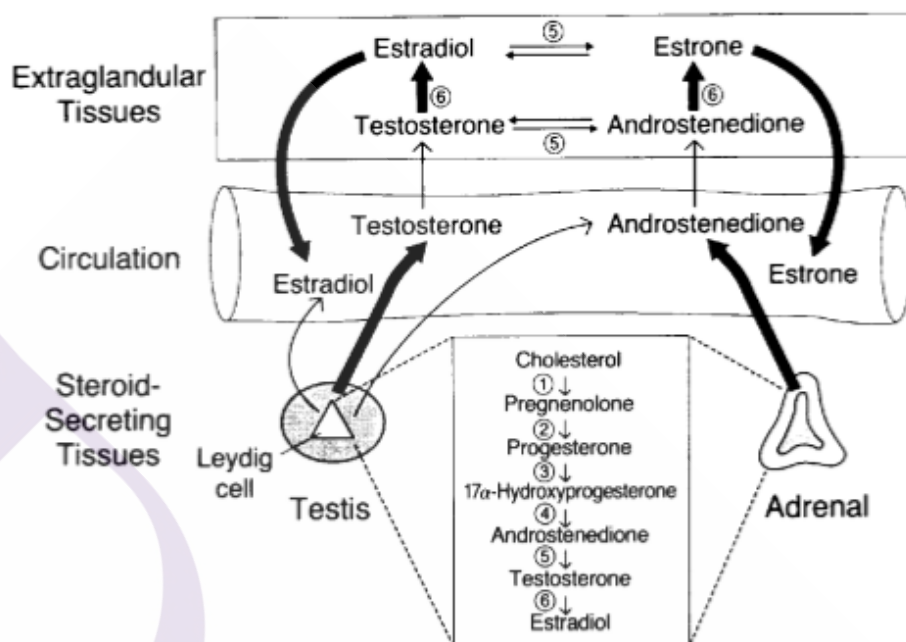 Extraglandular
Tissues
Estradiol ⑤ Estrone
⑥ ⑥
Testosterone ⑤ Androstenedione
Circulation
Testosterone Androstenedione
Estradiol Estrone
Steroid-
Secreting
Tissues
Leydig
cell
Testis
Cholesterol
① ↓
Pregnenolone
② ↓
Progesterone
③ ↓
17α-Hydroxyprogesterone
④ ↓
Androstenedione
⑤ ↓
Testosterone
⑥ ↓
Estradiol
Adrenal